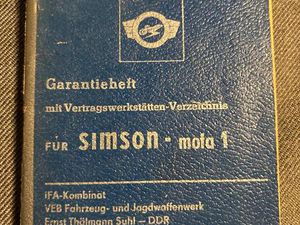 Garantieheft
mit Vertragswerkstätten-Verzeichnis
FÜR SIMSON - mofa 1
IFA-Kombinat
VEB Fahrzeug- und Jagdwaffenwerk
Ernst Thälmann Suhl – DDR